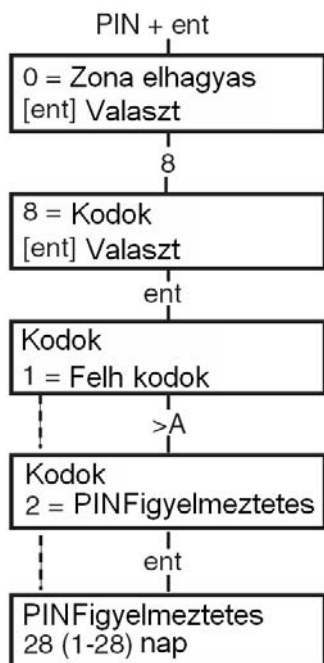 PIN + ent
0 = Zona elhagyas
[ent] Valaszt
8
8 = Kodok
[ent] Valaszt
ent
Kodok
1 = Felh kodok
>A
Kodok
2 = PINFigyelmeztetes
ent
PINFigyelmeztetes
28 (1-28) nap